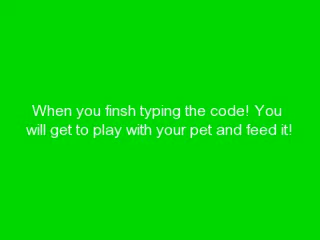 When you finsh typing the code! You
will get to play with your pet and feed it!